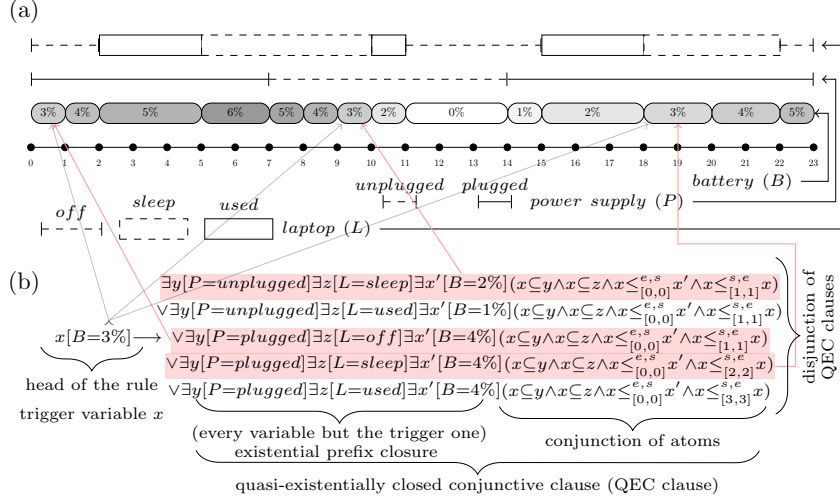 (a)
3% 4% 5% 6% 5% 4% 3% 2% 0% 1% 2% 3% 4% 5%
0 1 2 3 4 5 6 7 8 9 10 11 12 13 14 15 16 17 18 19 20 21 22 23
battery (B)
unplugged plugged power supply (P)
off sleep used laptop (L)
(b)
∃y[P=unplugged]∃z[L=sleep]∃x′[B=2%](x⊆y∧x⊆z∧x≤^{e,s}_{[0,0]}x′∧x≤^{s,e}_{[1,1]}x)
∨∃y[P=unplugged]∃z[L=used]∃x′[B=1%](x⊆y∧x⊆z∧x≤^{e,s}_{[0,0]}x′∧x≤^{s,e}_{[1,1]}x)
x[B=3%]→∨∃y[P=plugged]∃z[L=off]∃x′[B=4%](x⊆y∧x⊆z∧x≤^{e,s}_{[0,0]}x′∧x≤^{s,e}_{[1,1]}x)
∨∃y[P=plugged]∃z[L=sleep]∃x′[B=4%](x⊆y∧x⊆z∧x≤^{e,s}_{[0,0]}x′∧x≤^{s,e}_{[2,2]}x)
∨∃y[P=plugged]∃z[L=used]∃x′[B=4%](x⊆y∧x⊆z∧x≤^{e,s}_{[0,0]}x′∧x≤^{s,e}_{[3,3]}x)
head of the rule
trigger variable x
(every variable but the trigger one)
existential prefix closure
conjunction of atoms
quasi-existentially closed conjunctive clause (QEC clause)
disjunction of
QEC clauses